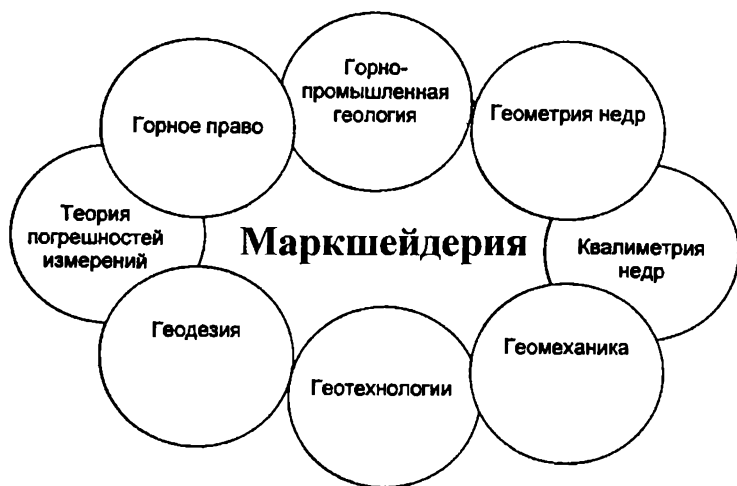 Горно-
промышленная
геология
Горное право
Геометрия недр
Теория
погрешностей
измерений
Маркшейдерия
Квалиметрия
недр
Геодезия
Геомеханика
Геотехнологии